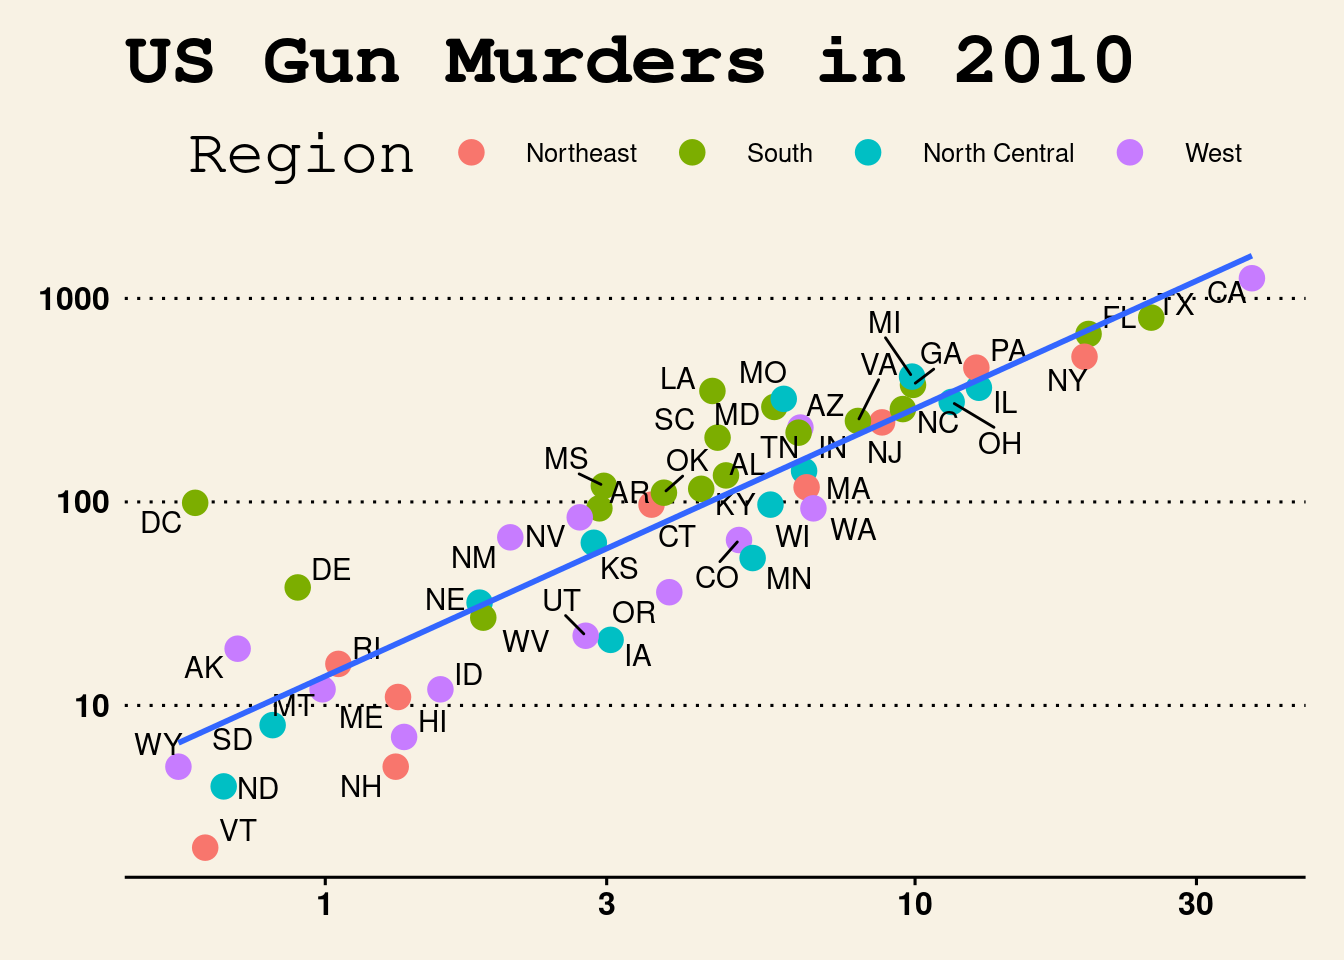 US Gun Murders in 2010
Region Northeast South North Central West
1000
100
10
CA
TX
FL
MI
GA
PA
VA
NY
LA
MO
SC
MD
AZ
NC
IL
OH
TN
IN
NJ
MS
OK
AL
AR
MA
KY
DC
NM
NV
CT
WI
WA
KS
CO
MN
DE
NE
UT
OR
WV
IA
AK
RI
ID
MT
ME
HI
WY
SD
ND
NH
VT
1 3 10 30